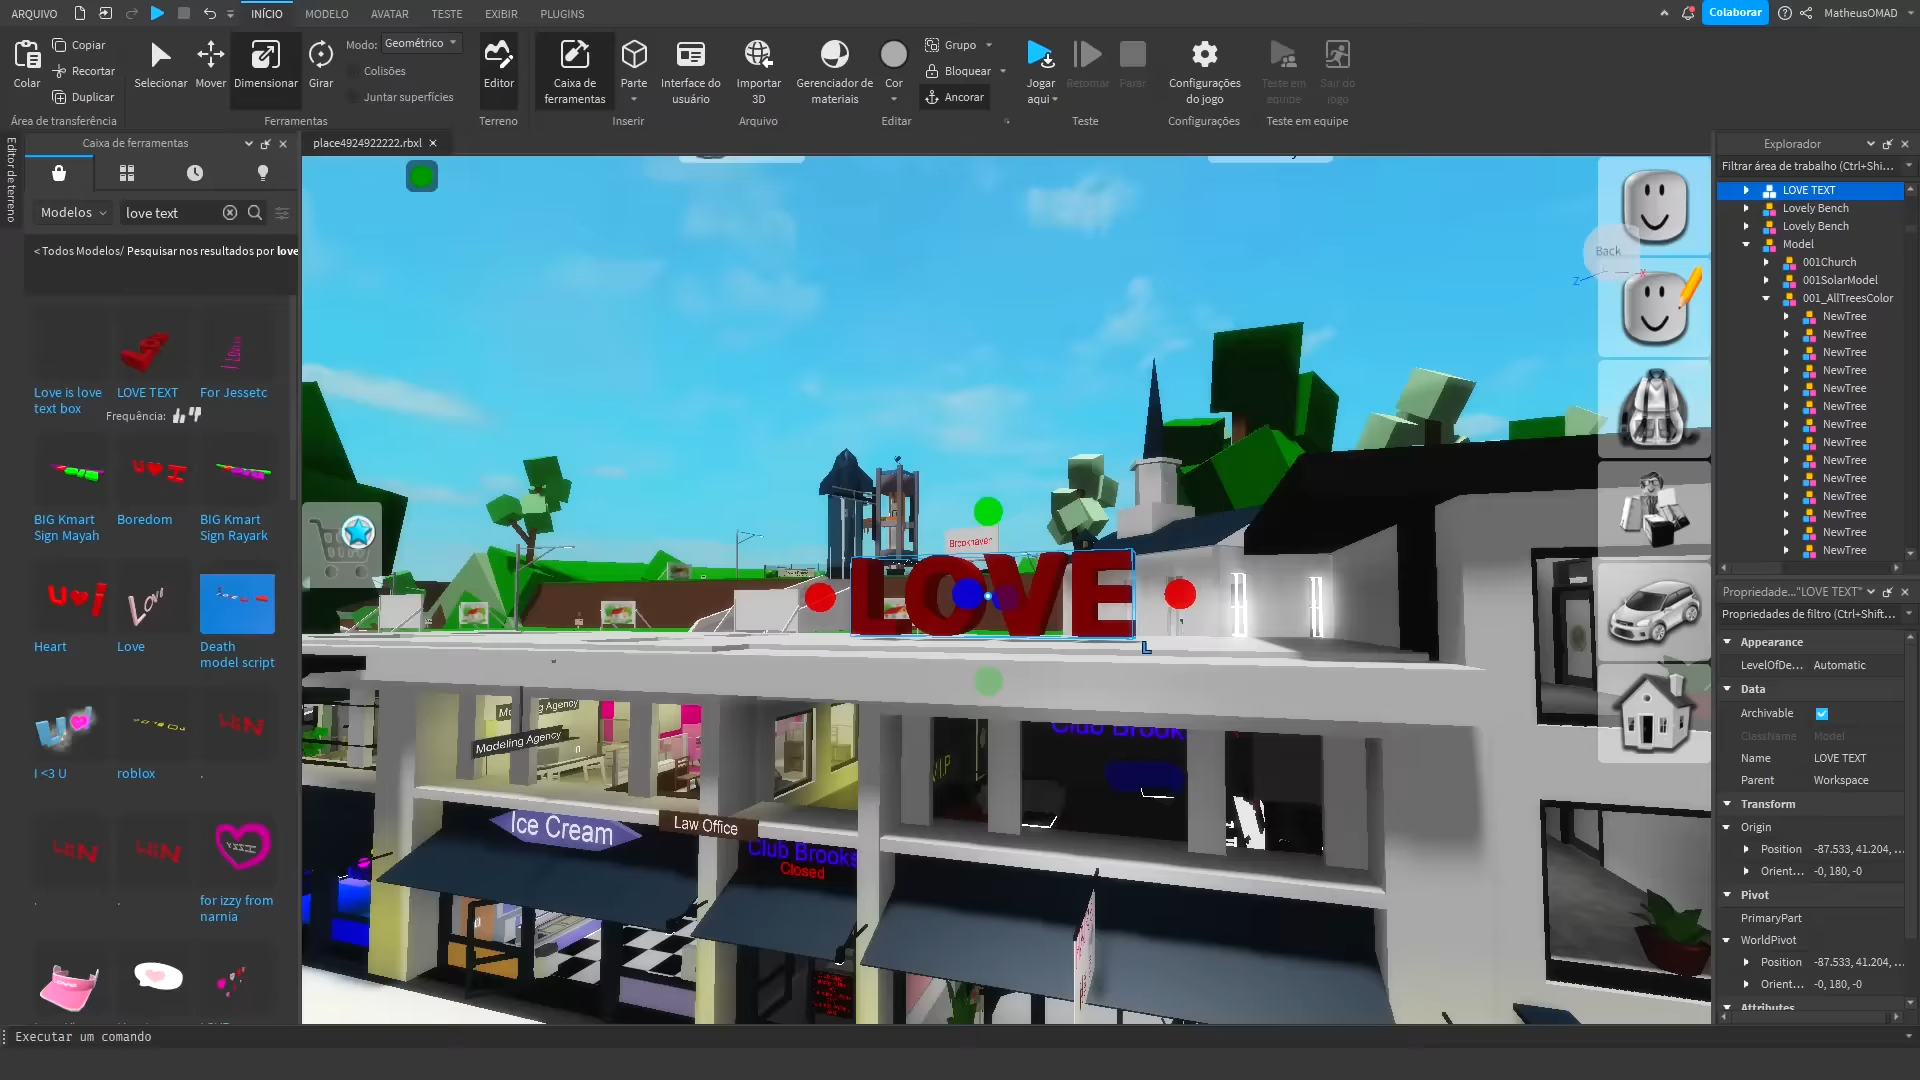 ARQUIVO
INÍCIO
MODELO
AVATAR
TESTE
EXIBIR
PLUGINS
Colaborar
MatheusOMAD
Colar
Copiar
Recortar
Duplicar
Área de transferência
Selecionar
Mover
Dimensionar
Girar
Modo:
Geométrico
Colisões
Juntar superfícies
Ferramentas
Editor
Terreno
Caixa de
ferramentas
Parte
Interface do
usuário
Inserir
Importar
3D
Arquivo
Gerenciador de
materiais
Cor
Grupo
Bloquear
Ancorar
Editar
Jogar
aqui
Retomar
Parar
Teste
Configurações
do jogo
Configurações
Teste em
equipe
Sair do
jogo
Teste em equipe
Editor de terreno
Caixa de ferramentas
Modelos
love text
< Todos Modelos/ Pesquisar nos resultados por love
Love is love
text box
LOVE TEXT
For Jessetc
Frequência:
BIG Kmart
Sign Mayah
Boredom
BIG Kmart
Sign Rayark
Heart
Love
Death
model script
I <3 U
roblox
.
.
.
for izzy from
narnia
place4924922222.rbxl
Back
Z
X
Brookhaven
LOVE
L
Modeling Agency
Modeling Agency
V.I.P
Club Brook
Ice Cream
Law Office
Club Brooks
Closed
Explorador
Filtrar área de trabalho (Ctrl+Shi...
LOVE TEXT
Lovely Bench
Lovely Bench
Model
001Church
001SolarModel
001_AllTreesColor
NewTree
NewTree
NewTree
NewTree
NewTree
NewTree
NewTree
NewTree
NewTree
NewTree
NewTree
NewTree
NewTree
NewTree
Propriedade..."LOVE TEXT"
Propriedades de filtro (Ctrl+Shift...
Appearance
LevelOfDe... Automatic
Data
Archivable
ClassName Model
Name LOVE TEXT
Parent Workspace
Transform
Origin
Position -87.533, 41.204, ...
Orient... -0, 180, -0
Pivot
PrimaryPart
WorldPivot
Position -87.533, 41.204, ...
Orient... -0, 180, -0
Attributes
Executar um comando